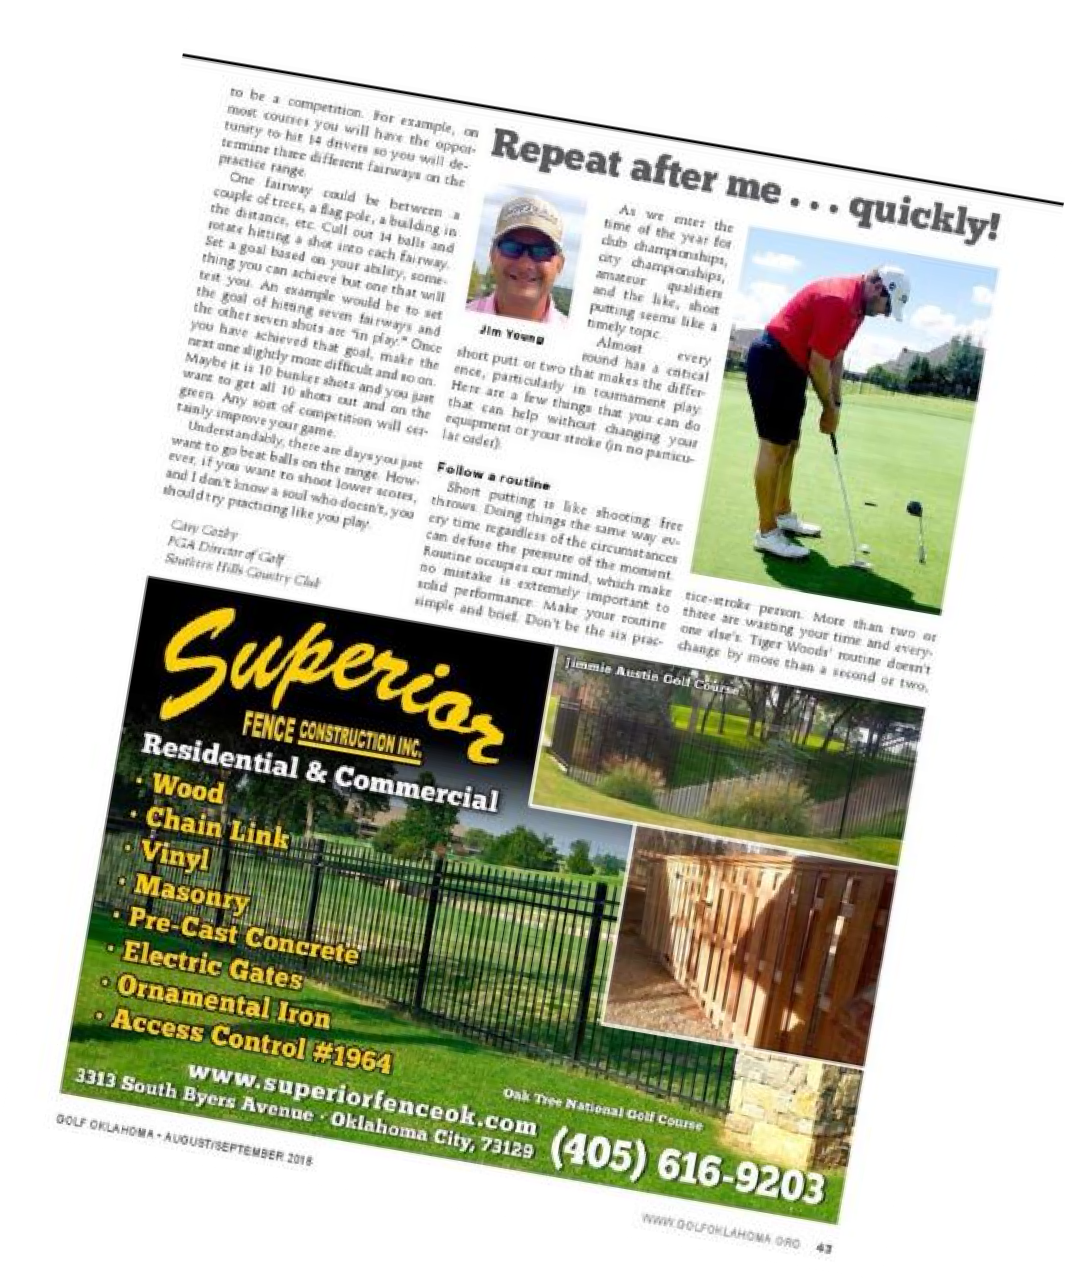 to be a competition. For example, on
most courses you will have the oppor-
tunity to hit 14 drivers so you will de-
termine three different fairways on the
practice range.
One fairway could be between a
couple of trees, a flag pole, a building in
the distance, etc. Cull out 14 balls and
rotate hitting a shot into each fairway.
Set a goal based on your ability, some-
thing you can achieve but one that will
test you. An example would be to set
the goal of hitting seven fairways and
the other seven shots are "in play." Once
you have achieved that goal, make the
next one slightly more difficult and so on.
Maybe it is 10 bunker shots and you just
want to get all 10 shots out and on the
green. Any sort of competition will cer-
tainly improve your game.
Understandably, there are days you just
want to go beat balls on the range. How-
ever, if you want to shoot lower scores,
and I don't know a soul who doesn't, you
should try practicing like you play.
Cary Cozby
PGA Director of Golf
Southern Hills Country Club
Repeat after me . . . quickly!
Jim Young
As we enter the
time of the year for
club championships,
city championships,
amateur qualifiers
and the like, short
putting seems like a
timely topic.
Almost every
round has a critical
short putt or two that makes the differ-
ence, particularly in tournament play.
Here are a few things that you can do
that can help without changing your
equipment or your stroke (in no particu-
lar order):
Follow a routine
Short putting is like shooting free
throws. Doing things the same way ev-
ery time regardless of the circumstances
can defuse the pressure of the moment.
Routine occupies our mind, which make
no mistake is extremely important to
solid performance. Make your routine
simple and brief. Don't be the six prac-
tice-stroke person. More than two or
three are wasting your time and every-
one else's. Tiger Woods' routine doesn't
change by more than a second or two,
Superior
FENCE CONSTRUCTION INC.
Residential & Commercial
· Wood
· Chain Link
· Vinyl
· Masonry
· Pre-Cast Concrete
· Electric Gates
· Ornamental Iron
· Access Control #1964
Jimmie Austin Golf Course
Oak Tree National Golf Course
www.superiorfenceok.com
3313 South Byers Avenue · Oklahoma City, 73129
(405) 616-9203
GOLF OKLAHOMA • AUGUST/SEPTEMBER 2018
WWW.GOLFOKLAHOMA.ORG 43